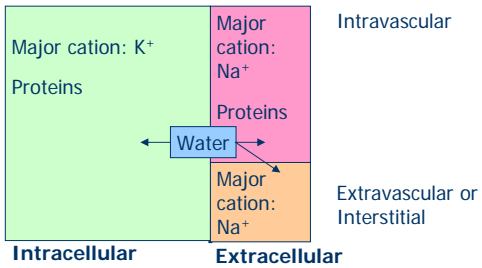 Major cation: K⁺
Proteins
Major
cation:
Na⁺
Proteins
Intravascular
Water
Major
cation:
Na⁺
Extravascular or
Interstitial
Intracellular
Extracellular